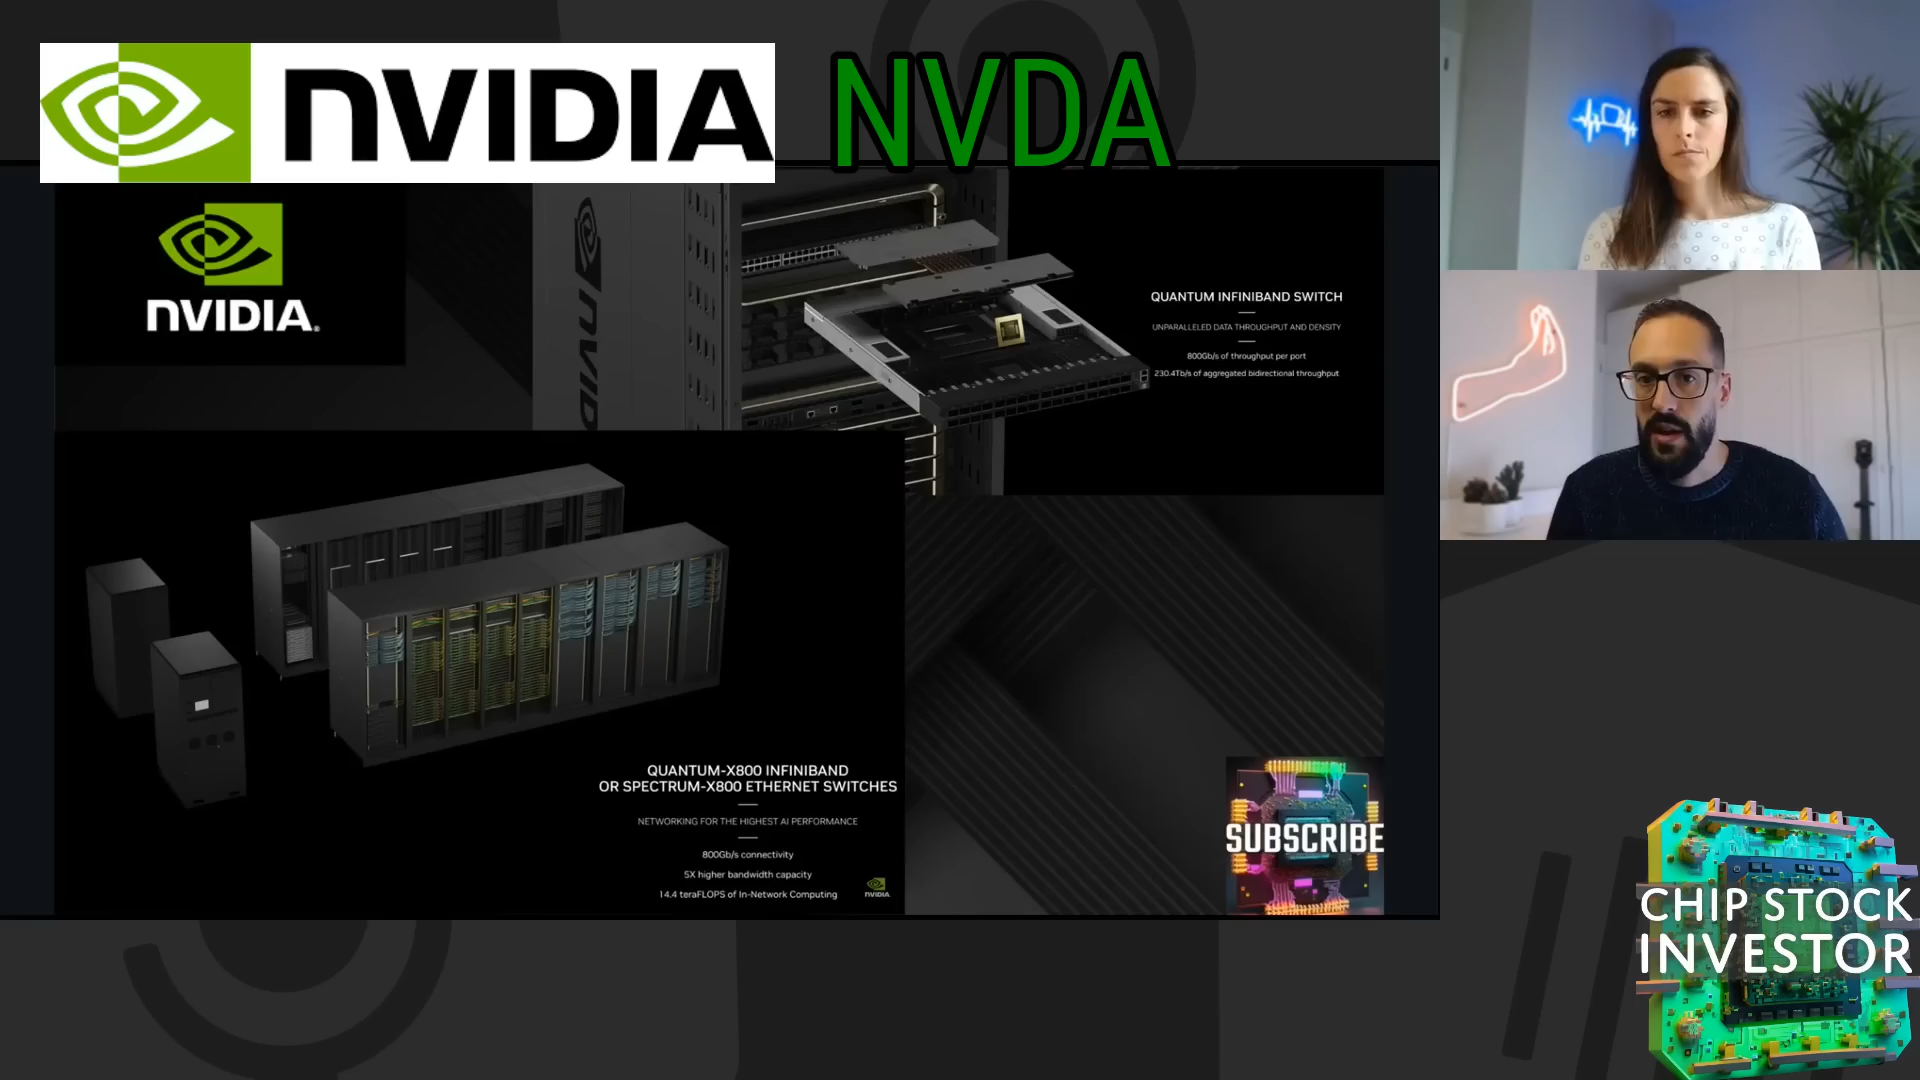 NVIDIA
NVDA
NVIDIA
NVIDIA.
QUANTUM INFINIBAND SWITCH
UNPARALLELED DATA THROUGHPUT AND DENSITY
800Gb/s of throughput per port
230.4Tb/s of aggregated bidirectional throughput
QUANTUM-X800 INFINIBAND
OR SPECTRUM-X800 ETHERNET SWITCHES
NETWORKING FOR THE HIGHEST AI PERFORMANCE
800Gb/s connectivity
5X higher bandwidth capacity
14.4 teraFLOPS of In-Network Computing
NVIDIA
SUBSCRIBE
CHIP STOCK
INVESTOR